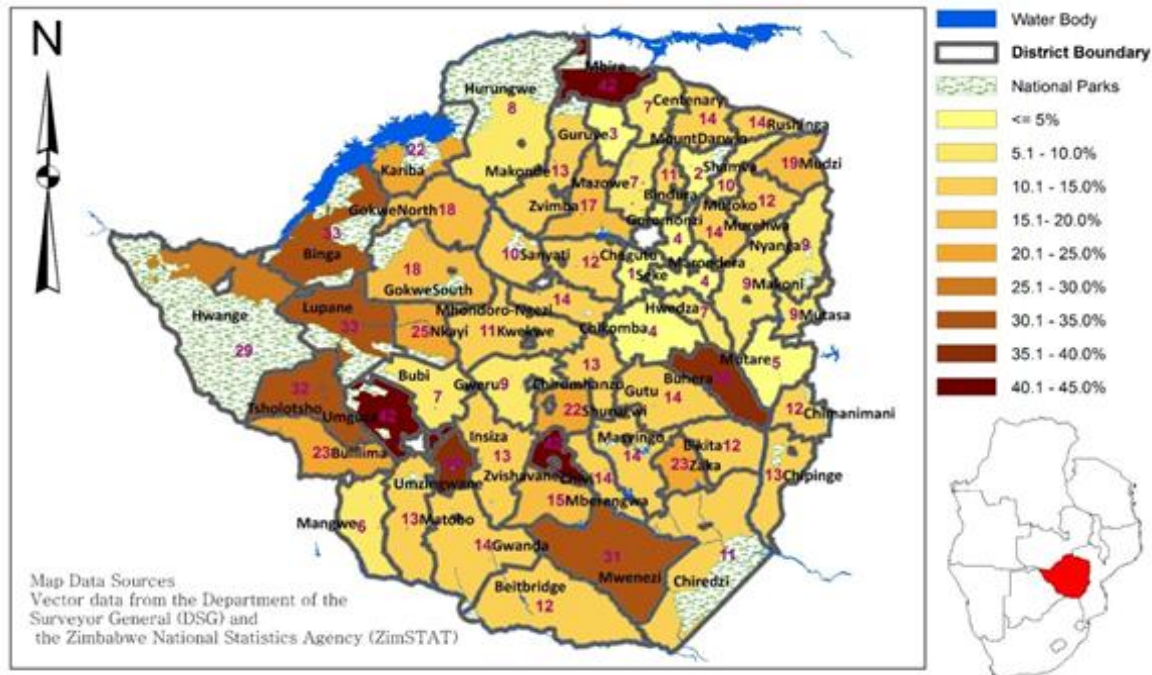 N
Mbire
42
Hurungwe
8
7
Centenary
14
14
Rushinga
Guruve 3
MountDarwin
22
Kariba
Makonde 13
Mazowe 7
11
Bindura
2
Shamva
10
19 Mudzi
GokweNorth 18
Zvimba 17
Mudzi
12
Goromonzi
4
14
Murehwa
33
Binga
10 Sanyati
Chegutu
12
1 Seke
Marondera
4
Nyanga 9
18
GokweSouth
9 Makoni
Hwange
29
Lupane
33
Mhondoro-Ngezi
14
Hwedza 7
9 Mutasa
25 Nkayi
11 Kwekwe
Chikomba 4
Mutare 5
32
Tsholotsho
Bubi
7
Gweru 9
13
Chirumhanzu
Gutu
14
Buhera
Umguza
42
22 Shurugwi
12
Chimanimani
23 Bulilima
Insiza
13
Masvingo
14
Bikita 12
23 Zaka
Umzingwane
Zvishavane
Chivi 14
13 Chipinge
15 Mberengwa
Mangwe 6
13 Matobo
14 Gwanda
31
Mwenezi
11
Chiredzi
Beitbridge
12
Map Data Sources
Vector data from the Department of the
Surveyor General (DSG) and
the Zimbabwe National Statistics Agency (ZimSTAT)
Water Body
District Boundary
National Parks
<= 5%
5.1 - 10.0%
10.1 - 15.0%
15.1- 20.0%
20.1 - 25.0%
25.1 - 30.0%
30.1 - 35.0%
35.1 - 40.0%
40.1 - 45.0%